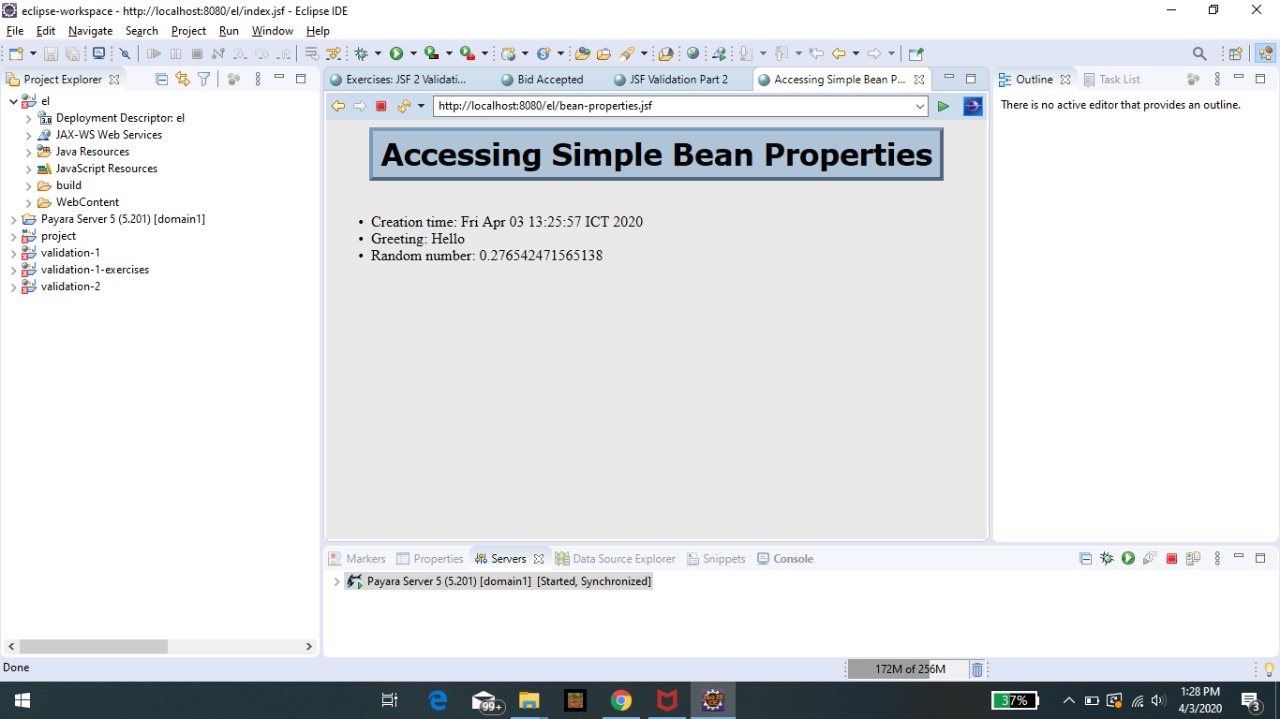 eclipse-workspace - http://localhost:8080/el/index.jsf - Eclipse IDE
File Edit Navigate Search Project Run Window Help
Project Explorer
el
Deployment Descriptor: el
JAX-WS Web Services
Java Resources
JavaScript Resources
build
WebContent
Payara Server 5 (5.201) [domain1]
project
validation-1
validation-1-exercises
validation-2
Exercises: JSF 2 Validati...
Bid Accepted
JSF Validation Part 2
Accessing Simple Bean P...
http://localhost:8080/el/bean-properties.jsf
Accessing Simple Bean Properties
• Creation time: Fri Apr 03 13:25:57 ICT 2020
• Greeting: Hello
• Random number: 0.276542471565138
Outline
Task List
There is no active editor that provides an outline.
Markers
Properties
Servers
Data Source Explorer
Snippets
Console
Payara Server 5 (5.201) [domain1] [Started, Synchronized]
Done
172M of 256M
99+
37%
1:28 PM
4/3/2020
3